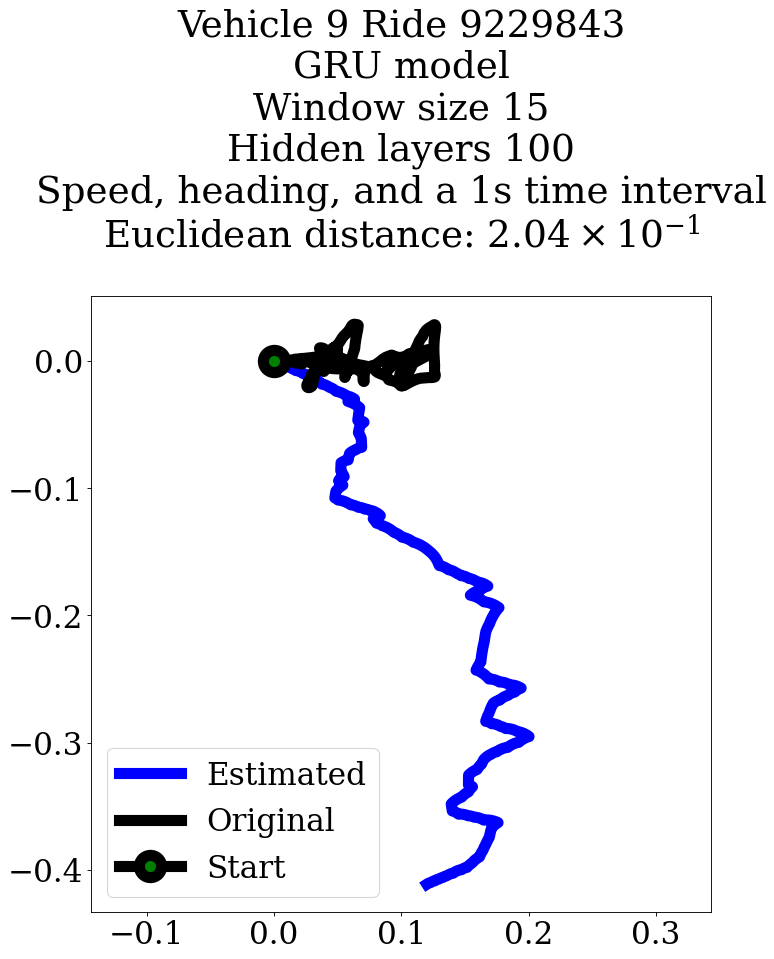 Vehicle 9 Ride 9229843
GRU model
Window size 15
Hidden layers 100
Speed, heading, and a 1s time interval
Euclidean distance: 2.04 × 10⁻¹
0.0
−0.1
−0.2
−0.3
−0.4
Estimated
Original
Start
−0.1 0.0 0.1 0.2 0.3